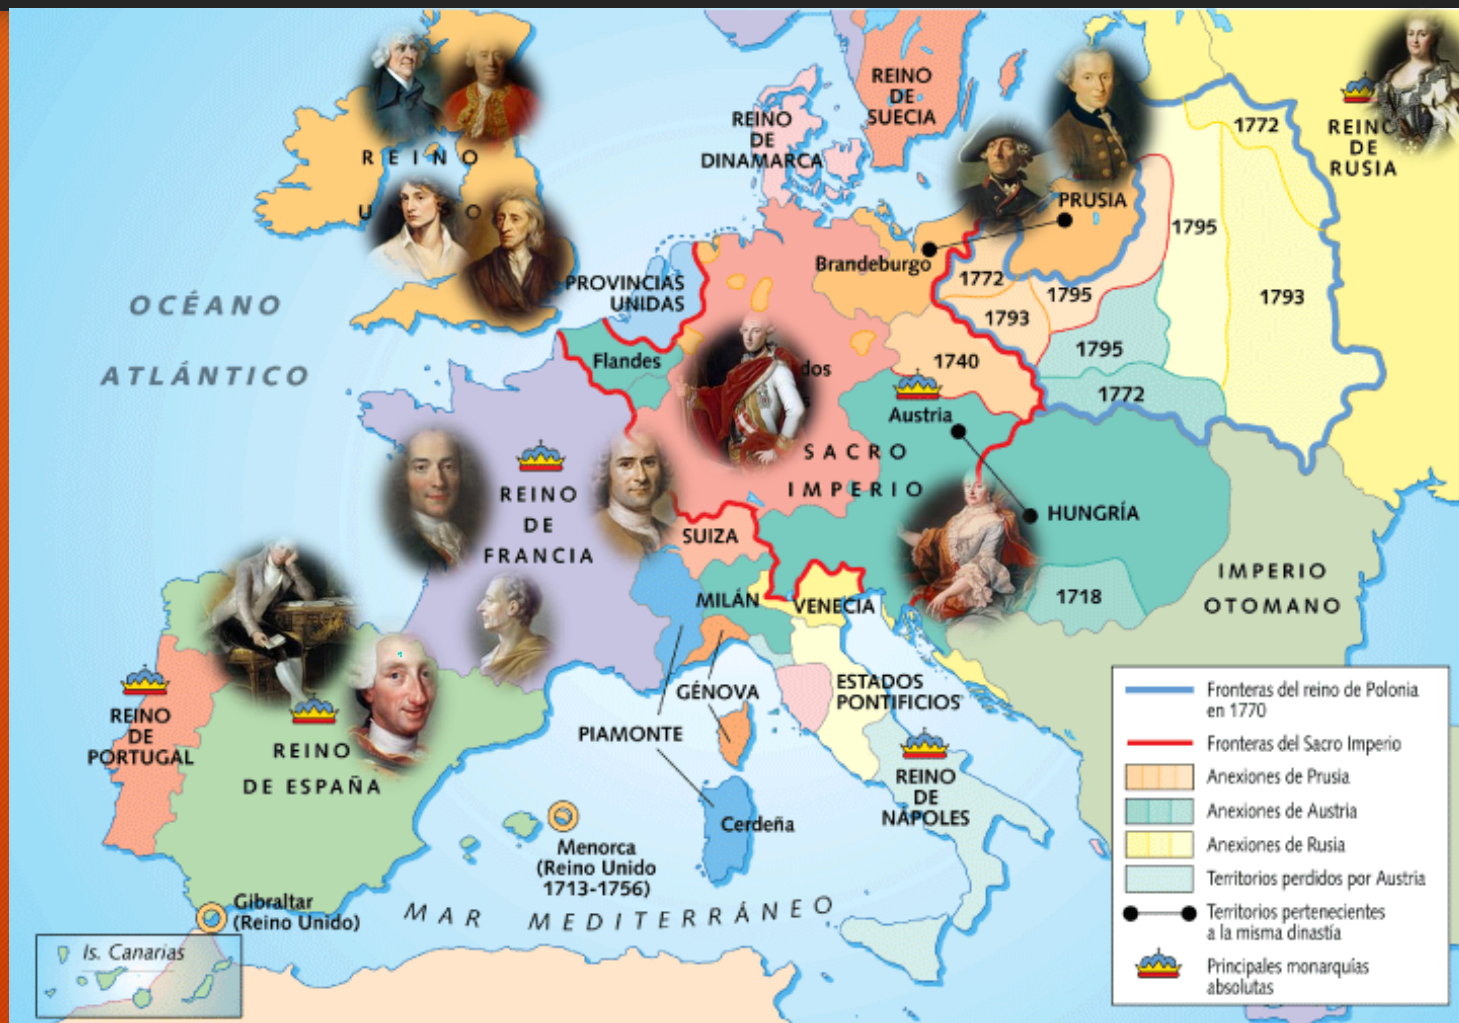 REINO
DE
SUECIA
REINO
DE
DINAMARCA
1772
REINO
DE
RUSIA
REINO
U
O
PRUSIA
1795
Brandeburgo
1772
1795
1793
1793
PROVINCIAS
UNIDAS
OCÉANO
ATLÁNTICO
Flandes
dos
1740
1795
1772
Austria
SACRO
IMPERIO
REINO
DE
FRANCIA
SUIZA
HUNGRÍA
IMPERIO
OTOMANO
MILÁN
VENECIA
1718
GÉNOVA
ESTADOS
PONTIFICIOS
PIAMONTE
REINO
DE
PORTUGAL
REINO
DE ESPAÑA
REINO
DE
NÁPOLES
Cerdeña
Menorca
(Reino Unido
1713-1756)
Gibraltar
(Reino Unido)
MAR MEDITERRÁNEO
Is. Canarias
Fronteras del reino de Polonia
en 1770
Fronteras del Sacro Imperio
Anexiones de Prusia
Anexiones de Austria
Anexiones de Rusia
Territorios perdidos por Austria
Territorios pertenecientes
a la misma dinastía
Principales monarquías
absolutas